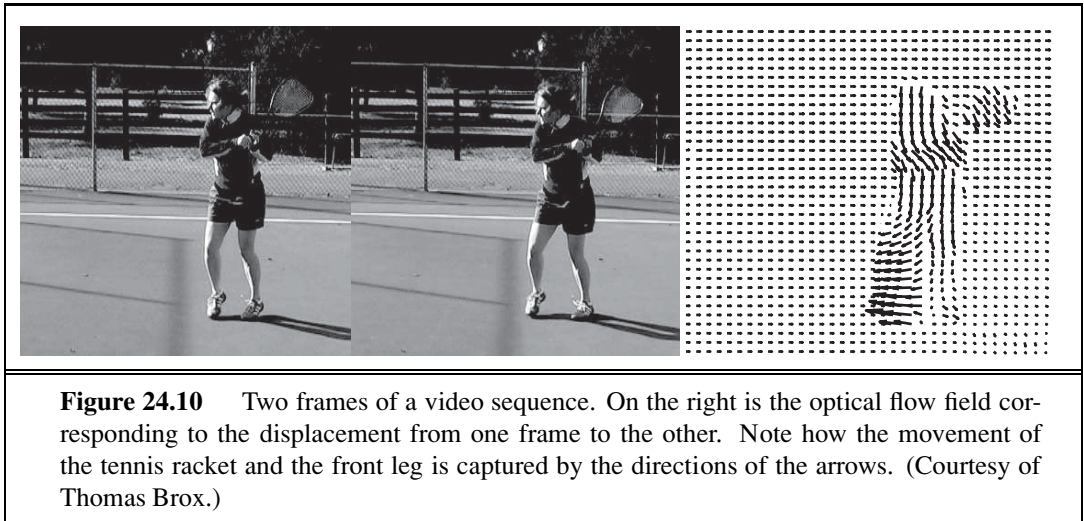 Figure 24.10 Two frames of a video sequence. On the right is the optical flow field cor-
responding to the displacement from one frame to the other. Note how the movement of
the tennis racket and the front leg is captured by the directions of the arrows. (Courtesy of
Thomas Brox.)